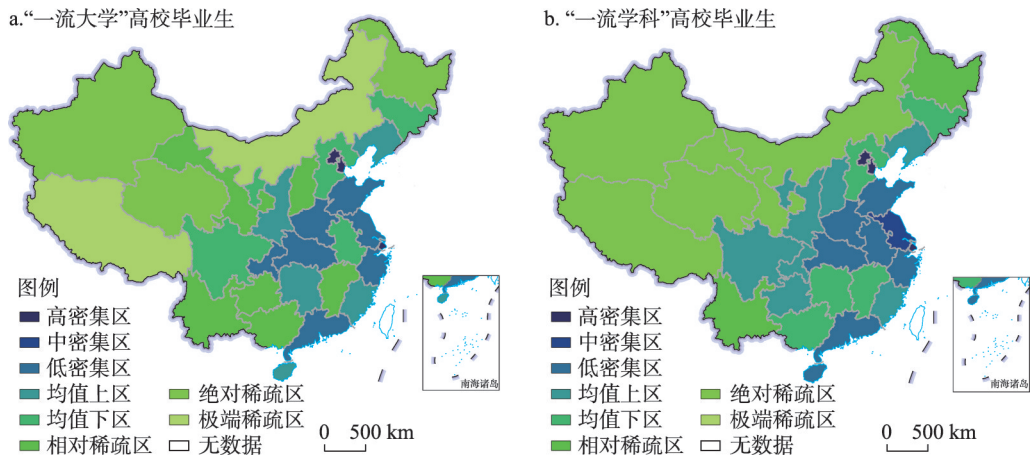 a.“一流大学”高校毕业生
图例
高密集区
中密集区
低密集区
均值上区
均值下区
相对稀疏区
绝对稀疏区
极端稀疏区
无数据
0 500 km
南海诸岛
b. “一流学科”高校毕业生
图例
高密集区
中密集区
低密集区
均值上区
均值下区
相对稀疏区
绝对稀疏区
极端稀疏区
无数据
0 500 km
南海诸岛